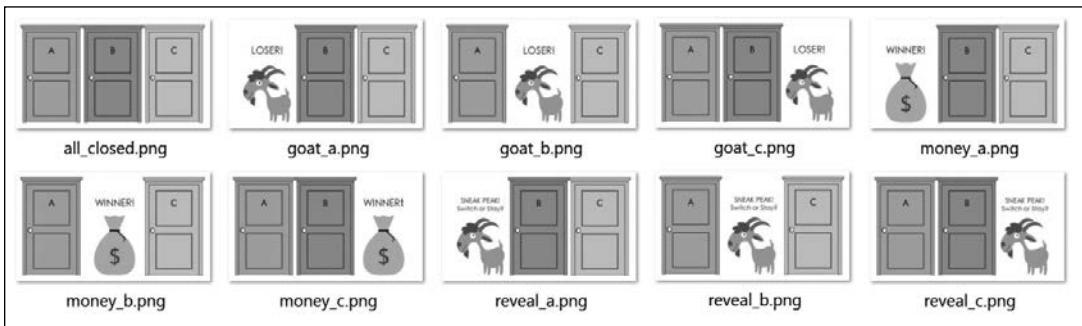 A B C
all_closed.png
LOSER!
B C
goat_a.png
A LOSER! C
goat_b.png
A B LOSER!
goat_c.png
WINNER! B C
$
money_a.png
A WINNER! C
$
money_b.png
A B WINNER!
$
money_c.png
SNEAK PEAK!
Switch or Stay?
B C
reveal_a.png
SNEAK PEAK!
Switch or Stay?
A C
reveal_b.png
SNEAK PEAK!
Switch or Stay?
A B
reveal_c.png